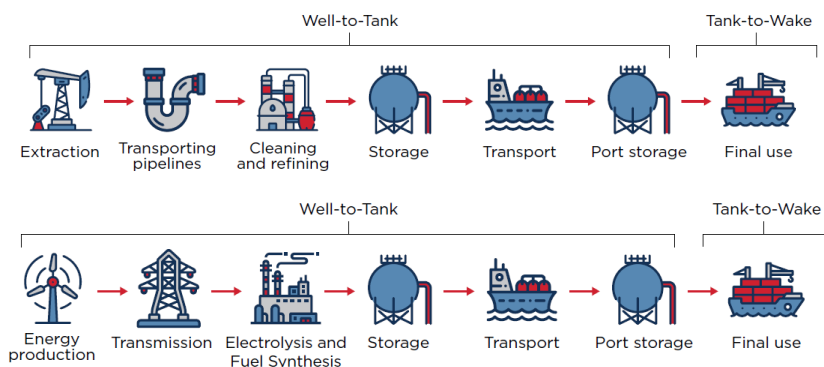 Well-to-Tank
Tank-to-Wake
Extraction
Transporting
pipelines
Cleaning
and refining
Storage
Transport
Port storage
Final use
Well-to-Tank
Tank-to-Wake
Energy
production
Transmission
Electrolysis and
Fuel Synthesis
Storage
Transport
Port storage
Final use